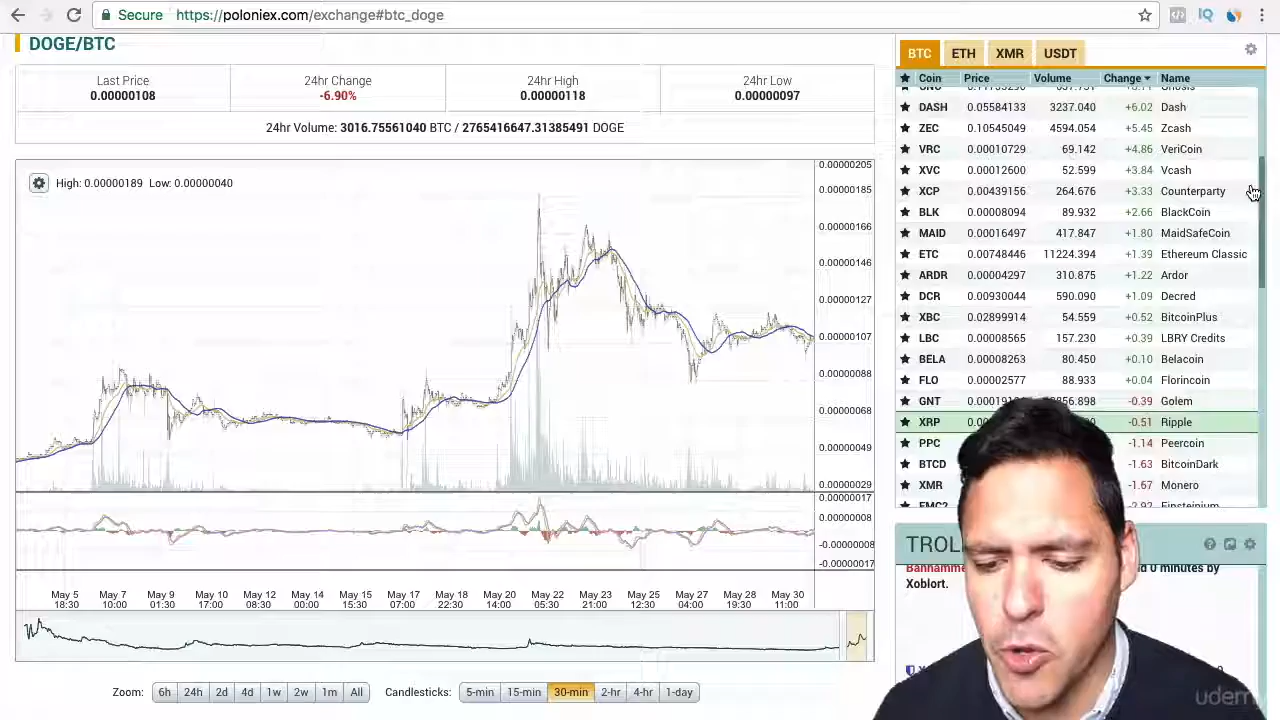 Secure https://poloniex.com/exchange#btc_doge
DOGE/BTC
Last Price 24hr Change 24hr High 24hr Low
0.00000108 -6.90% 0.00000118 0.00000097
24hr Volume: 3016.75561040 BTC / 2765416647.31385491 DOGE
High: 0.00000189 Low: 0.00000040
0.00000205
0.00000185
0.00000166
0.00000146
0.00000127
0.00000107
0.00000088
0.00000068
0.00000049
0.00000029
0.00000017
0.00000008
-0.00000008
-0.00000017
May 5 May 7 May 9 May 10 May 12 May 14 May 15 May 17 May 18 May 20 May 22 May 23 May 25 May 27 May 28 May 30
18:30 10:00 01:30 17:00 08:30 00:00 15:30 07:00 22:30 14:00 05:30 21:00 12:30 04:00 19:30 11:00
Zoom: 6h 24h 2d 4d 1w 2w 1m All Candlesticks: 5-min 15-min 30-min 2-hr 4-hr 1-day
BTC ETH XMR USDT
Coin Price Volume Change Name
DASH 0.05584133 3237.040 +6.02 Dash
ZEC 0.10545049 4594.054 +5.45 Zcash
VRC 0.00010729 69.142 +4.86 VeriCoin
XVC 0.00012600 52.599 +3.84 Vcash
XCP 0.00439156 264.676 +3.33 Counterparty
BLK 0.00008094 89.932 +2.66 BlackCoin
MAID 0.00016497 417.847 +1.80 MaidSafeCoin
ETC 0.00748446 11224.394 +1.39 Ethereum Classic
ARDR 0.00004297 310.875 +1.22 Ardor
DCR 0.00930044 590.090 +1.09 Decred
XBC 0.02899914 54.559 +0.52 BitcoinPlus
LBC 0.00008565 157.230 +0.39 LBRY Credits
BELA 0.00008263 80.450 +0.10 Belacoin
FLO 0.00002577 88.933 +0.04 Florincoin
GNT -0.39 Golem
XRP -0.51 Ripple
PPC -1.14 Peercoin
BTCD -1.63 BitcoinDark
XMR -1.67 Monero
EMC2 -2.92 Einsteinium
TROL
0 minutes by
Xoblort.
udemy